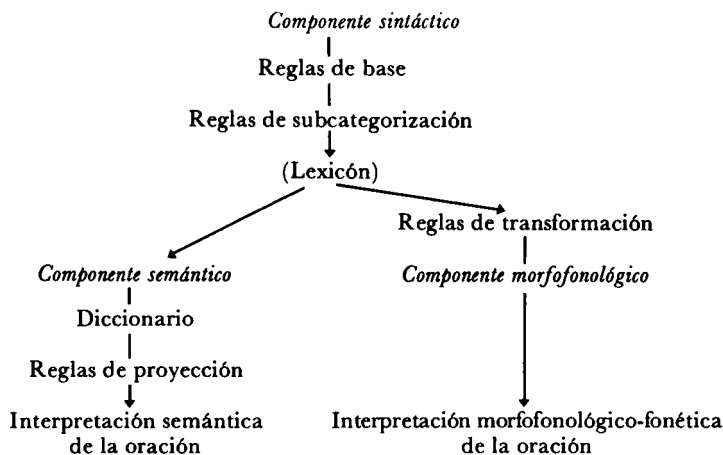 Componente sintáctico
Reglas de base
Reglas de subcategorización
(Lexicón)
Reglas de transformación
Componente semántico
Componente morfofonológico
Diccionario
Reglas de proyección
Interpretación semántica
de la oración
Interpretación morfofonológico-fonética
de la oración